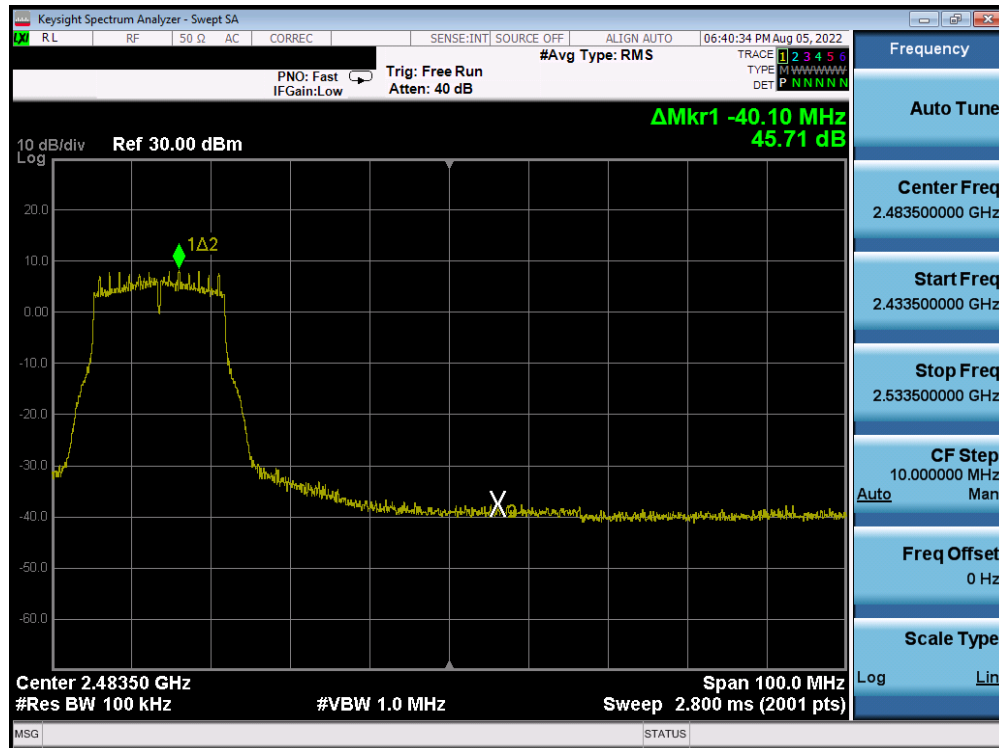 Keysight Spectrum Analyzer - Swept SA
LXI RL RF 50 Ω AC CORREC SENSE:INT SOURCE OFF ALIGN AUTO 06:40:34 PM Aug 05, 2022
#Avg Type: RMS
TRACE 1 2 3 4 5 6
PNO: Fast Trig: Free Run
TYPE M WWWWW
IFGain:Low Atten: 40 dB
DET P N N N N N
ΔMkr1 -40.10 MHz
45.71 dB
10 dB/div Ref 30.00 dBm
Log
20.0
10.0
0.00
-10.0
-20.0
-30.0
-40.0
-50.0
-60.0
1Δ2
X
Center 2.48350 GHz Span 100.0 MHz
#Res BW 100 kHz #VBW 1.0 MHz Sweep 2.800 ms (2001 pts)
MSG STATUS
Frequency
Auto Tune
Center Freq
2.483500000 GHz
Start Freq
2.433500000 GHz
Stop Freq
2.533500000 GHz
CF Step
10.000000 MHz
Auto Man
Freq Offset
0 Hz
Scale Type
Log Lin